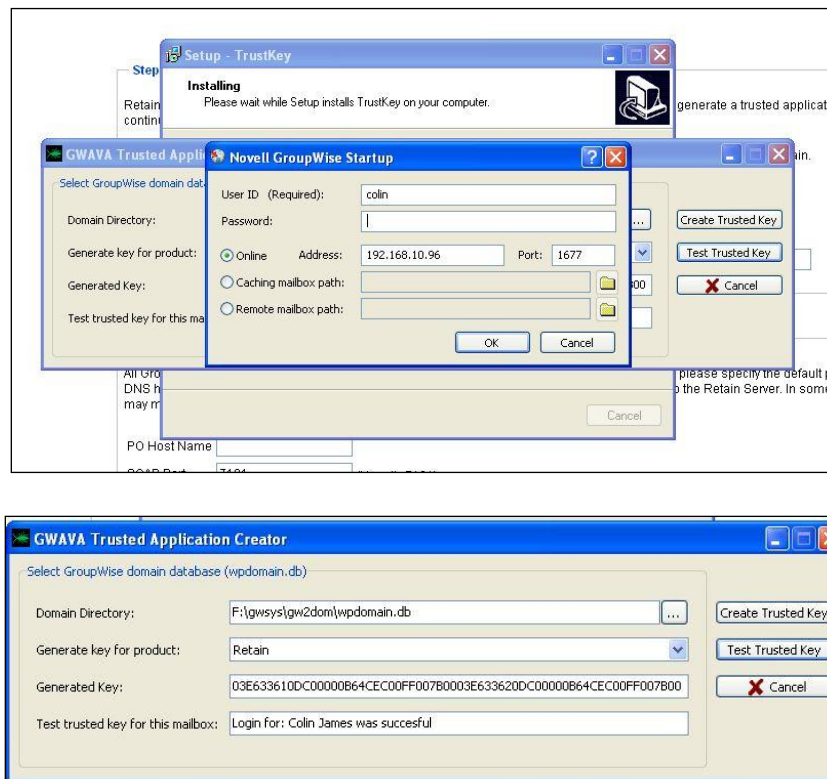 Setup - TrustKey
Step
Installing
Please wait while Setup installs TrustKey on your computer.
Retain
generate a trusted applicat
contin
GWAVA Trusted Appli
Novell GroupWise Startup
ain.
Select GroupWise domain data
User ID (Required): colin
Domain Directory:
Password:
...
Create Trusted Key
Generate key for product:
Online Address: 192.168.10.96 Port: 1677
Test Trusted Key
Generated Key:
Caching mailbox path:
00
Cancel
Test trusted key for this ma
Remote mailbox path:
OK Cancel
All Gro
please specify the default p
DNS h
o the Retain Server. In some
may m
Cancel
PO Host Name
GWAVA Trusted Application Creator
Select GroupWise domain database (wpdomain.db)
Domain Directory: F:\gwsys\gw2dom\wpdomain.db ... Create Trusted Key
Generate key for product: Retain Test Trusted Key
Generated Key: 03E633610DC00000B64CEC00FF007B0003E633620DC00000B64CEC00FF007B00 Cancel
Test trusted key for this mailbox: Login for: Colin James was succesful